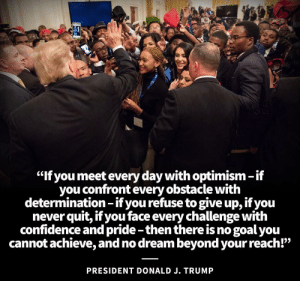 “If you meet every day with optimism – if
you confront every obstacle with
determination – if you refuse to give up, if you
never quit, if you face every challenge with
confidence and pride – then there is no goal you
cannot achieve, and no dream beyond your reach!”
PRESIDENT DONALD J. TRUMP